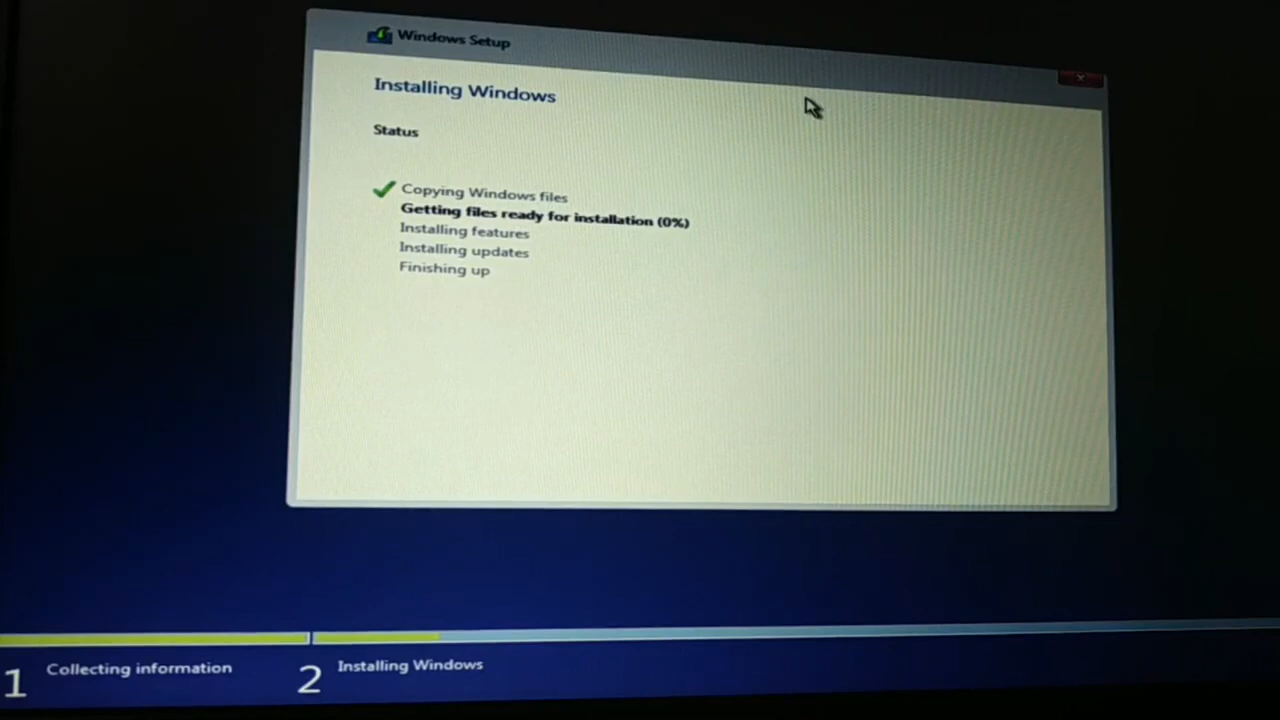 Windows Setup
Installing Windows
Status
Copying Windows files
Getting files ready for installation (0%)
Installing features
Installing updates
Finishing up
1 Collecting information
2 Installing Windows